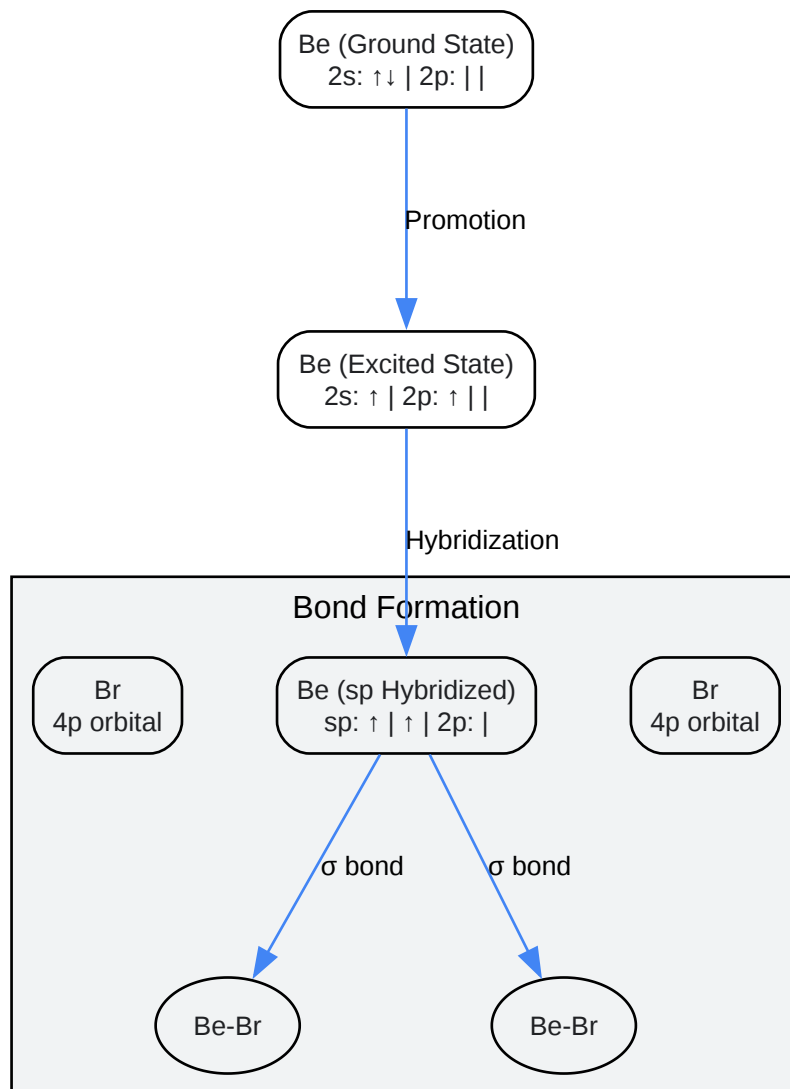 Be (Ground State)
2s: ↑↓ | 2p: | |
Promotion
Be (Excited State)
2s: ↑ | 2p: ↑ | |
Hybridization
Bond Formation
Br
4p orbital
Be (sp Hybridized)
sp: ↑ | ↑ | 2p: |
Br
4p orbital
σ bond
σ bond
Be-Br
Be-Br